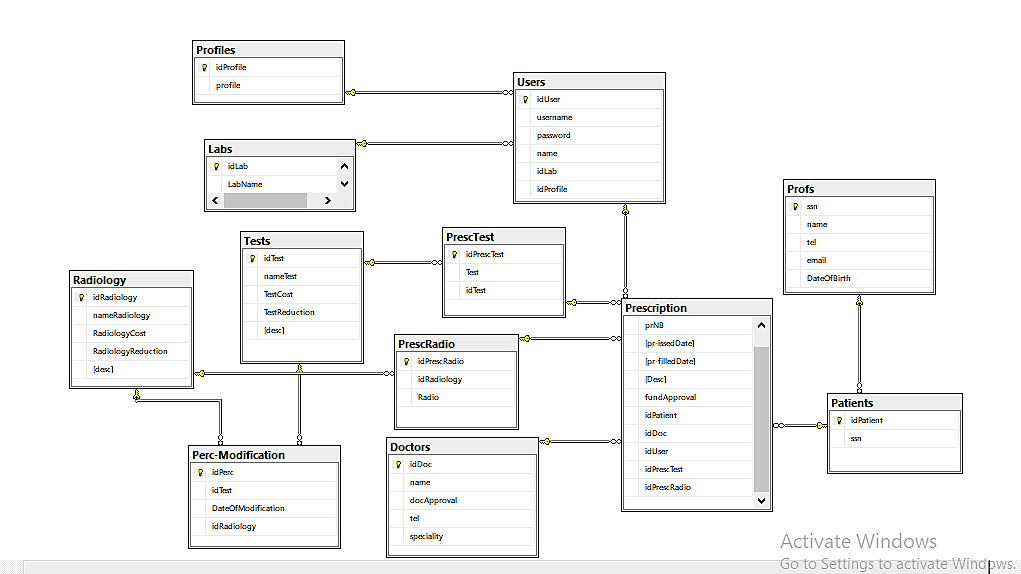 Profiles
idProfile
profile
Users
idUser
username
password
name
idLab
idProfile
Labs
idLab
LabName
Profs
ssn
name
tel
email
DateOfBirth
Tests
idTest
nameTest
TestCost
TestReduction
[desc]
PrescTest
idPrescTest
Test
idTest
Radiology
idRadiology
nameRadiology
RadiologyCost
RadiologyReduction
[desc]
Prescription
prNB
[pr-issedDate]
[pr-filledDate]
[Desc]
fundApproval
idPatient
idDoc
idUser
idPrescTest
idPrescRadio
PrescRadio
idPrescRadio
idRadiology
Radio
Patients
idPatient
ssn
Perc-Modification
idPerc
idTest
DateOfModification
idRadiology
Doctors
idDoc
name
docApproval
tel
speciality
Activate Windows
Go to Settings to activate Windows.